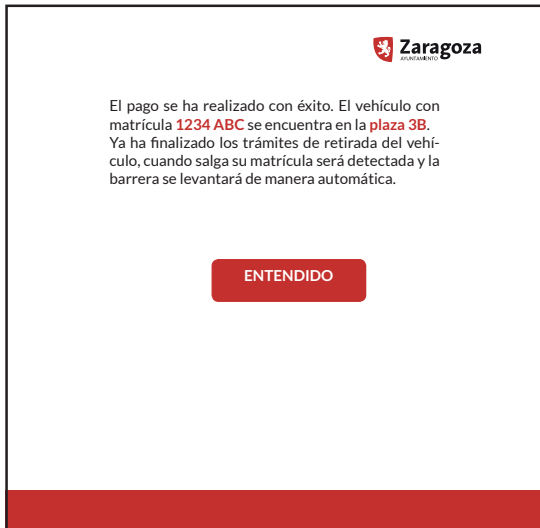 Zaragoza
AYUNTAMIENTO
El pago se ha realizado con éxito. El vehículo con
matrícula 1234 ABC se encuentra en la plaza 3B.
Ya ha finalizado los trámites de retirada del vehí-
culo, cuando salga su matrícula será detectada y la
barrera se levantará de manera automática.
ENTENDIDO